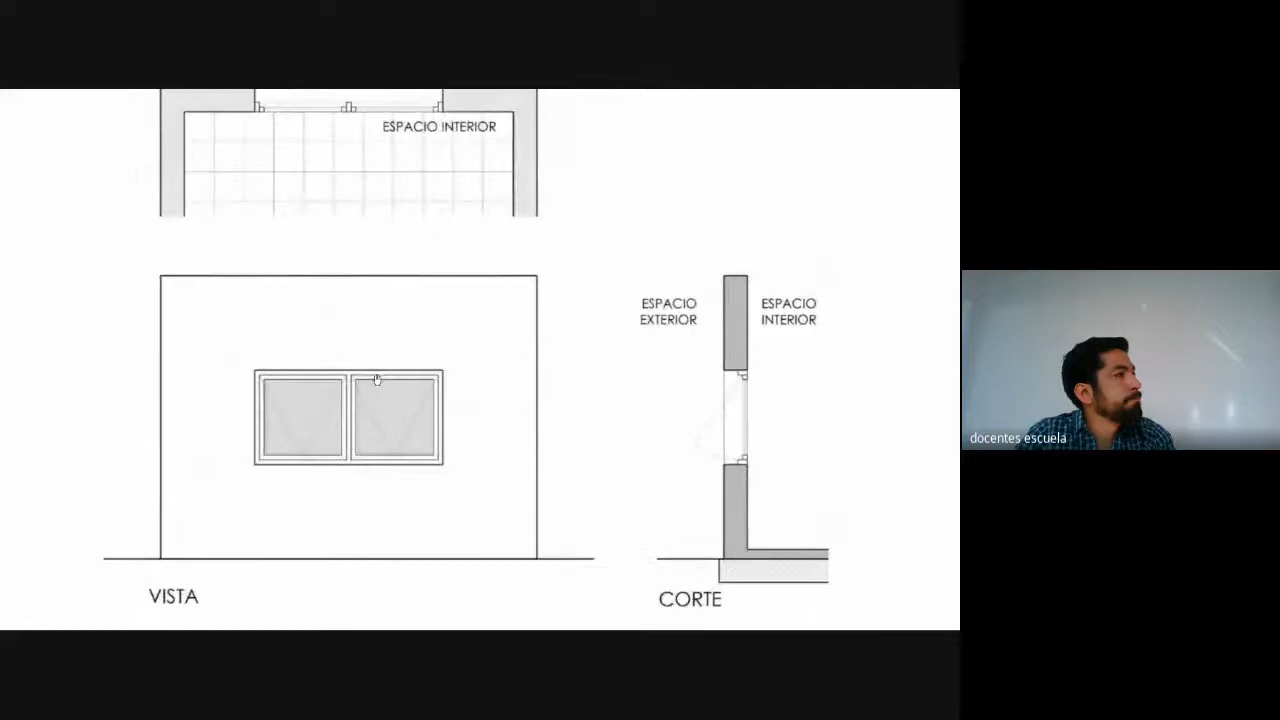 ESPACIO INTERIOR
ESPACIO
EXTERIOR
ESPACIO
INTERIOR
VISTA
CORTE
docentes escuela